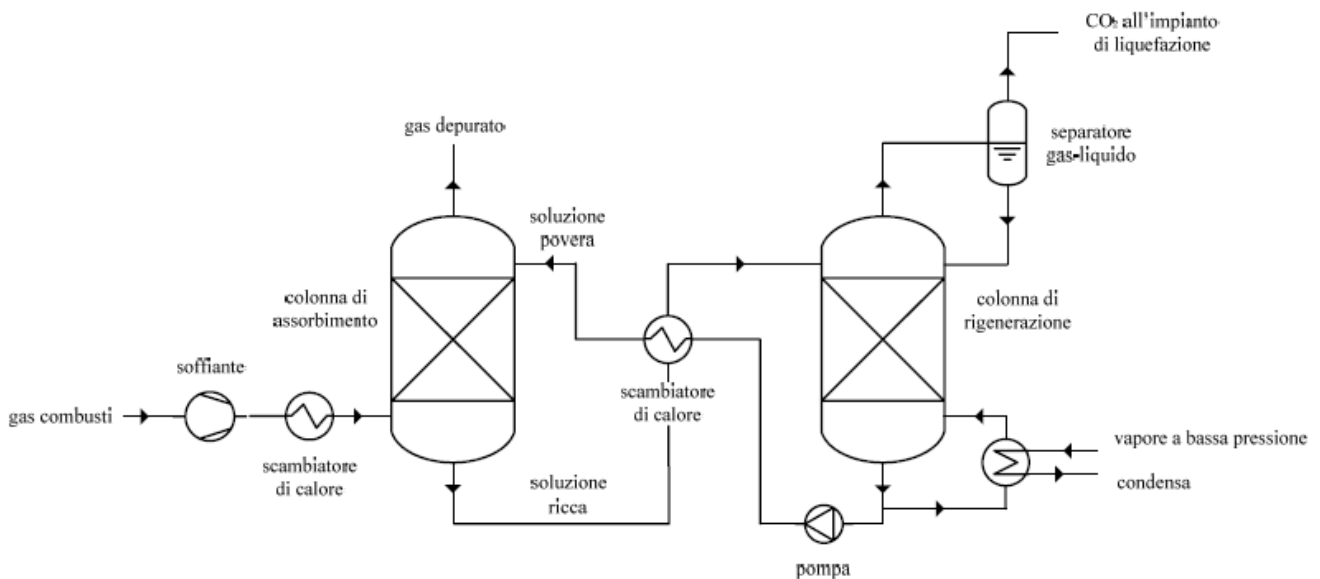 CO₂ all'impianto
di liquefazione
gas depurato
separatore
gas-liquido
soluzione
povera
colonna di
assorbimento
colonna di
rigenerazione
soffiante
scambiatore
di calore
gas combusti
vapore a bassa pressione
scambiatore
di calore
condensa
soluzione
ricca
pompa